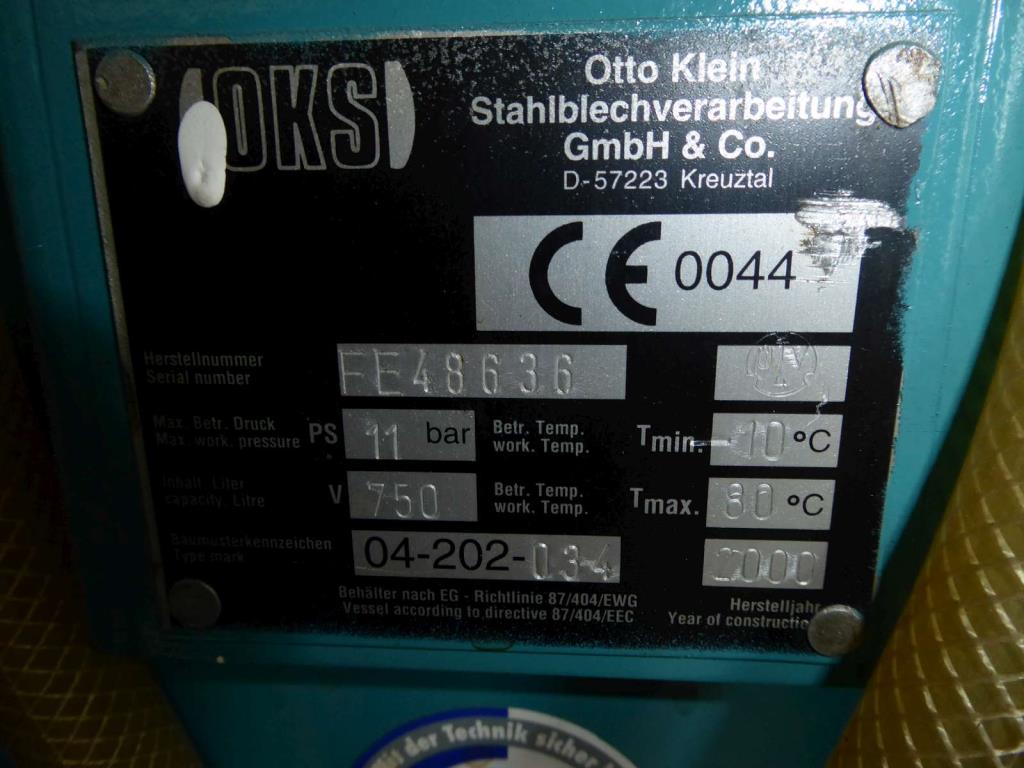 OKS
Otto Klein
Stahlblechverarbeitung
GmbH & Co.
D-57223 Kreuztal
CE 0044
Herstellnummer
Serial number
FE48636
Max. Betr. Druck
Max. work. pressure
PS 11 bar
Betr. Temp.
work. Temp.
Tmin. -10 °C
Inhalt Liter
capacity, Litre
V 750
Betr. Temp.
work. Temp.
Tmax. 80 °C
Baumusterkennzeichen
Type mark
04-202-034
2000
Behälter nach EG - Richtlinie 87/404/EWG
Vessel according to directive 87/404/EEC
Herstelljahr
Year of constructio
der Technik sicher